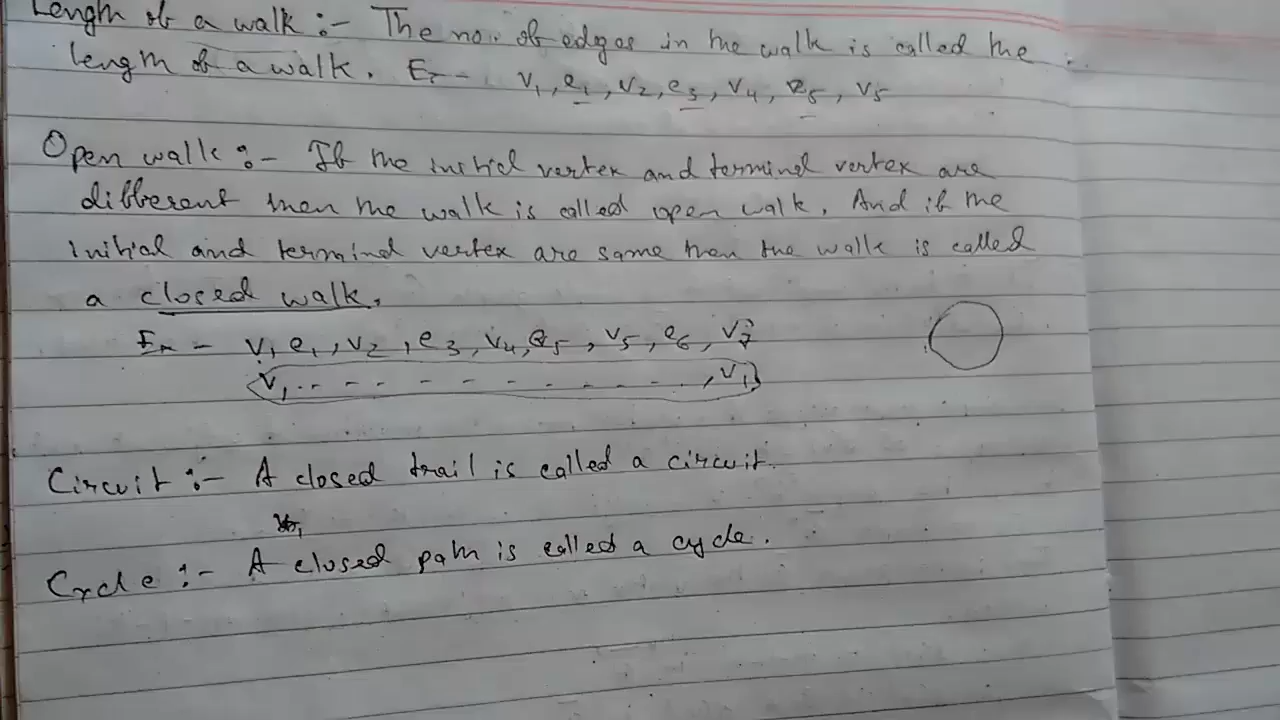 Length of a walk :- The no. of edges in the walk is called the
length of a walk. Ex - v1, e1, v2, e3, v4, e5, v5
Open walk :- If the initial vertex and terminal vertex are
different then the walk is called open walk. And if the
initial and terminal vertex are same then the walk is called
a closed walk.
Ex - v1 e1, v2, e3, v4, e5, v5, e6, v7
v1 - - - - - - - - - - , v1
Circuit :- A closed trail is called a circuit.
Cycle :- A closed path is called a cycle.